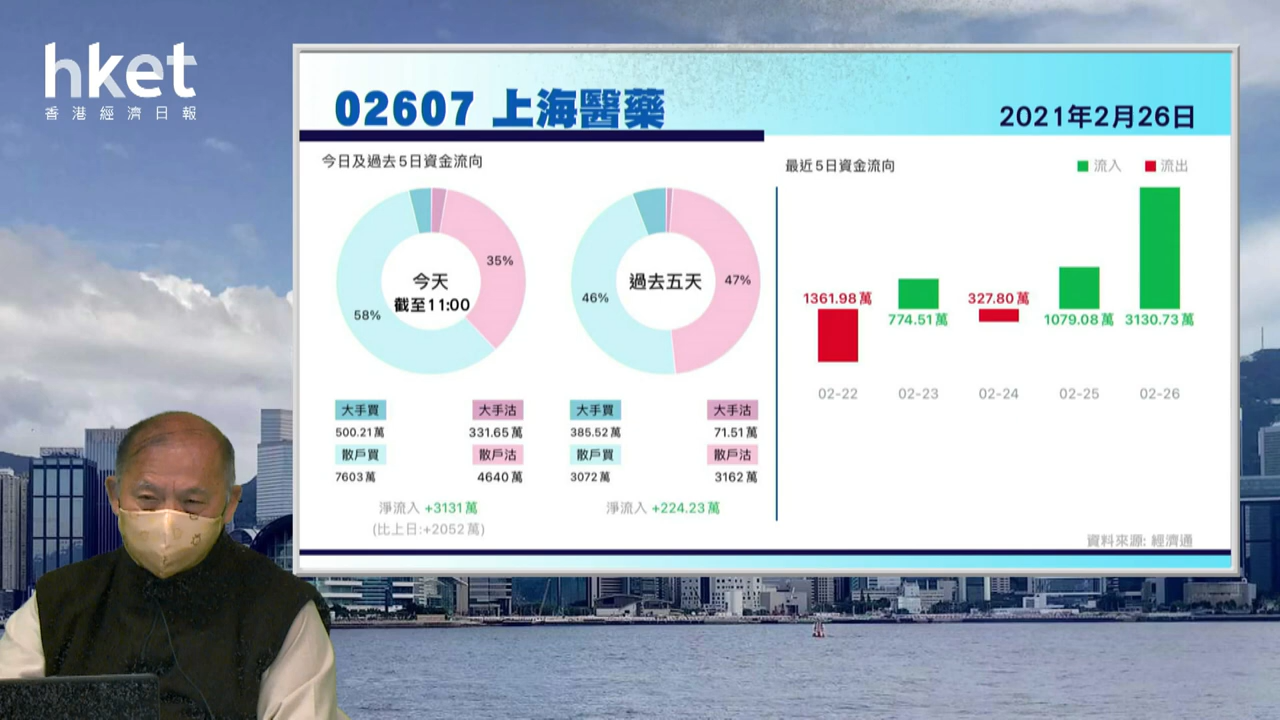 hket
香港經濟日報
02607 上海醫藥
2021年2月26日
今日及過去5日資金流向
35%
今天
截至11:00
58%
47%
過去五天
46%
大手買
大手沽
500.21萬
331.65萬
散戶買
散戶沽
7603萬
4640萬
淨流入 +3131萬
(比上日:+2052萬)
大手買
大手沽
385.52萬
71.51萬
散戶買
散戶沽
3072萬
3162萬
淨流入 +224.23萬
最近5日資金流向
流入
流出
1361.98萬
774.51萬
327.80萬
1079.08萬
3130.73萬
02-22
02-23
02-24
02-25
02-26
資料來源: 經濟通